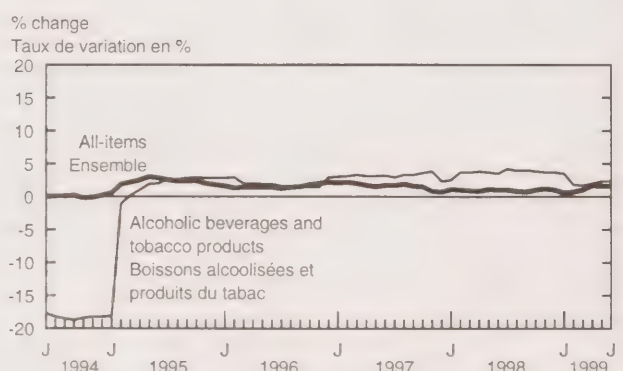 % change
Taux de variation en %
20
15
10
5
0
-5
-10
-15
-20
All-items
Ensemble
Alcoholic beverages and
tobacco products
Boissons alcoolisées et
produits du tabac
J J J J J J
1994 1995 1996 1997 1998 1999